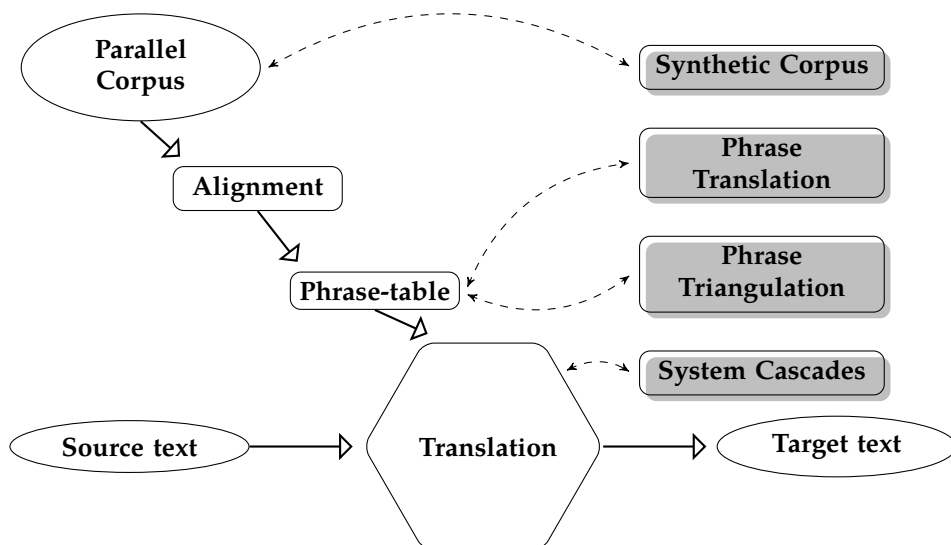 Parallel
Corpus
Synthetic Corpus
Phrase
Translation
Alignment
Phrase
Triangulation
Phrase-table
System Cascades
Source text
Translation
Target text